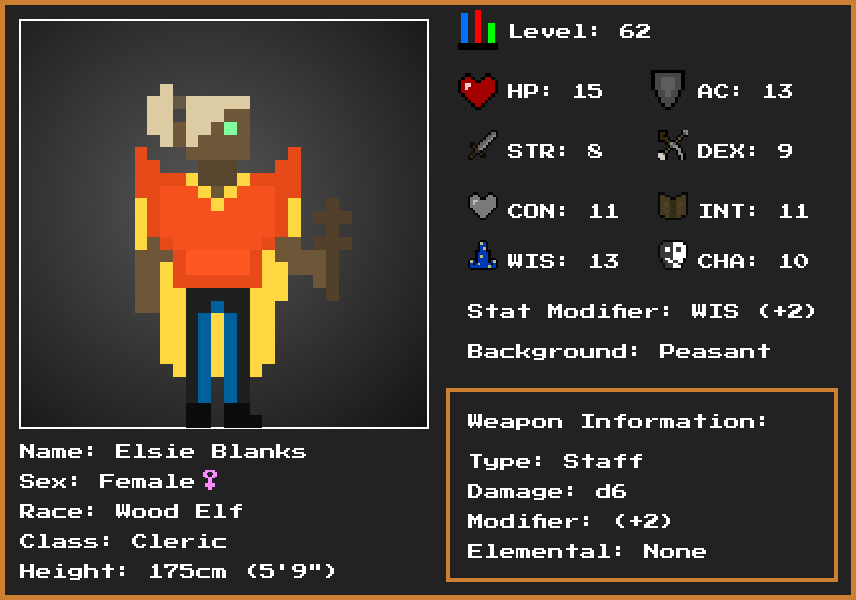 Level: 62
HP: 15 AC: 13
STR: 8 DEX: 9
CON: 11 INT: 11
WIS: 13 CHA: 10
Stat Modifier: WIS (+2)
Background: Peasant
Weapon Information:
Type: Staff
Damage: d6
Modifier: (+2)
Elemental: None
Name: Elsie Blanks
Sex: Female♀
Race: Wood Elf
Class: Cleric
Height: 175cm (5'9")